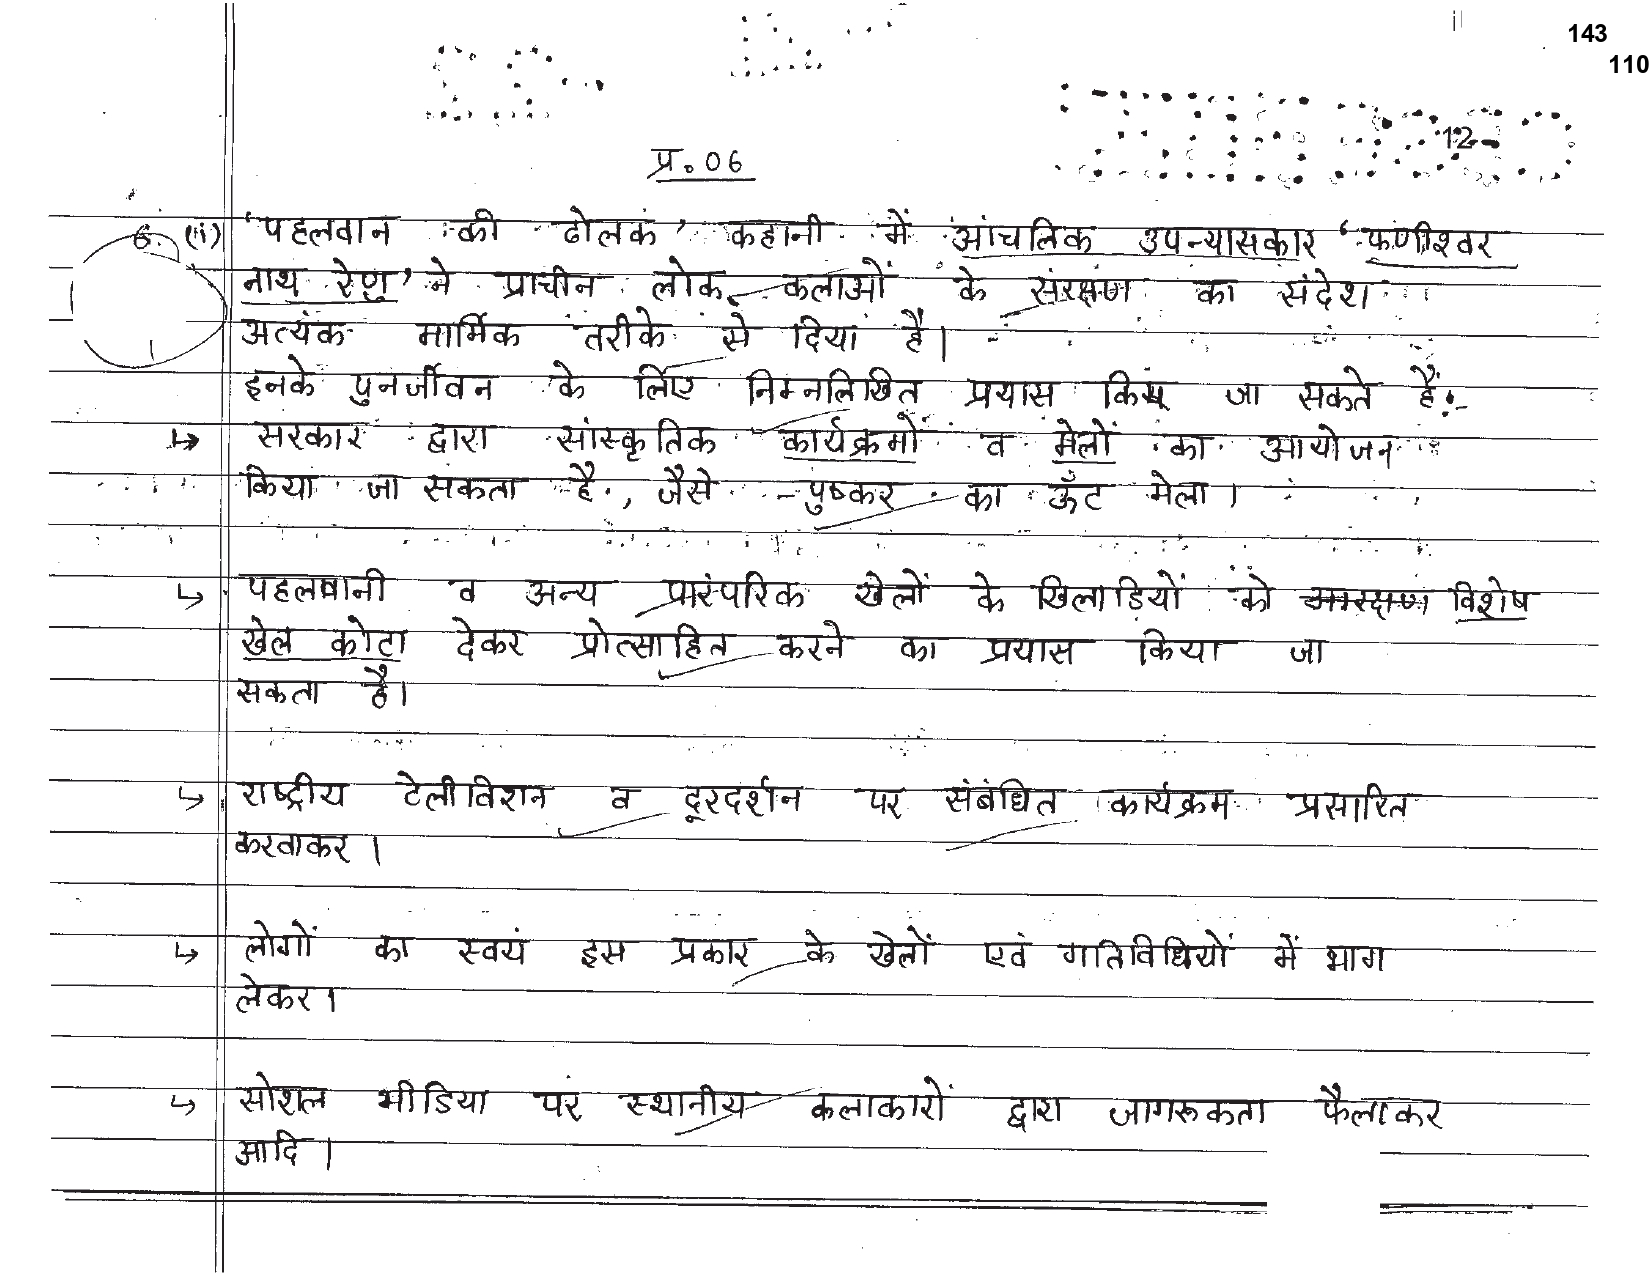 143
110
12
प्र. 06
6. (ii) 'पहलवान की ढोलक' कहानी में आंचलिक उपन्यासकार 'फणीश्वर
नाथ रेणु' ने प्राचीन लोक कलाओं के संरक्षण का संदेश
अत्यंक मार्मिक तरीके से दिया है।
इनके पुनर्जीवन के लिए निम्नलिखित प्रयास किए जा सकते हैं:-
↳ सरकार द्वारा सांस्कृतिक कार्यक्रमों व मेलों का आयोजन
किया जा सकता है, जैसे - पुष्कर का ऊँट मेला।
↳ पहलवानी व अन्य पारंपरिक खेलों के खिलाड़ियों को आरक्षण विशेष
खेल कोटा देकर प्रोत्साहित करने का प्रयास किया जा
सकता है।
↳ राष्ट्रीय टेलीविशन व दूरदर्शन पर संबंधित कार्यक्रम प्रसारित
करवाकर।
↳ लोगों का स्वयं इस प्रकार के खेलों एवं गतिविधियों में भाग
लेकर।
↳ सोशल मीडिया पर स्थानीय कलाकारों द्वारा जागरूकता फैलाकर
आदि।